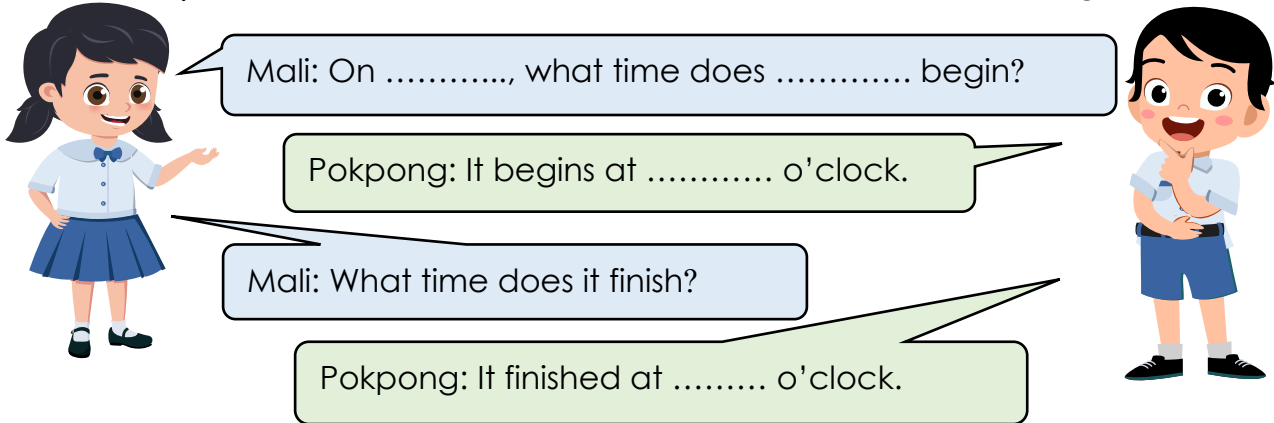 Mali: On ………..., what time does …………. begin?
Pokpong: It begins at …………. o’clock.
Mali: What time does it finish?
Pokpong: It finished at ……… o’clock.